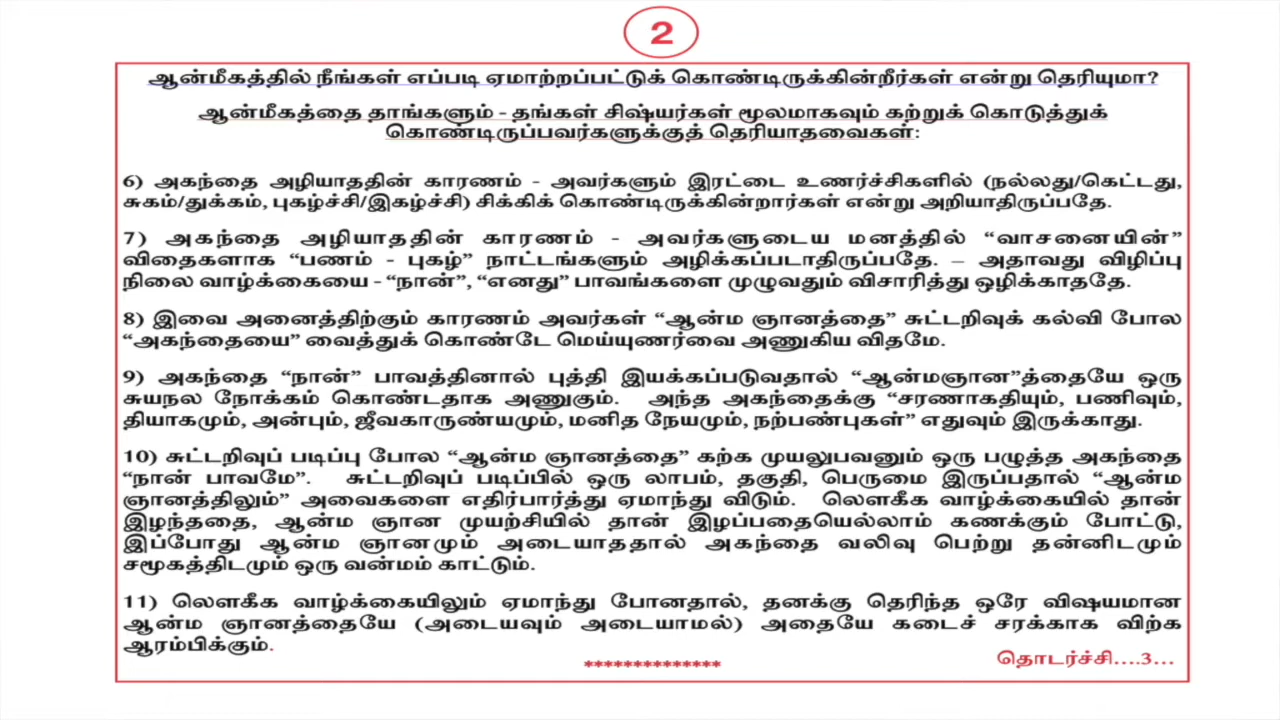 2
ஆன்மீகத்தில் நீங்கள் எப்படி ஏமாற்றப்பட்டுக் கொண்டிருக்கின்றீர்கள் என்று தெரியுமா?
ஆன்மீகத்தை தாங்களும் - தங்கள் சிஷ்யர்கள் மூலமாகவும் கற்றுக் கொடுத்துக்
கொண்டிருப்பவர்களுக்குத் தெரியாதவைகள்:
6) அகந்தை அழியாததின் காரணம் - அவர்களும் இரட்டை உணர்ச்சிகளில் (நல்லது/கெட்டது,
சுகம்/துக்கம், புகழ்ச்சி/இகழ்ச்சி) சிக்கிக் கொண்டிருக்கின்றார்கள் என்று அறியாதிருப்பதே.
7) அகந்தை அழியாததின் காரணம் - அவர்களுடைய மனத்தில் “வாசனையின்”
விதைகளாக “பணம் - புகழ்” நாட்டங்களும் அழிக்கப்படாதிருப்பதே. – அதாவது விழிப்பு
நிலை வாழ்க்கையை - “நான்”, “எனது” பாவங்களை முழுவதும் விசாரித்து ஒழிக்காததே.
8) இவை அனைத்திற்கும் காரணம் அவர்கள் “ஆன்ம ஞானத்தை” சுட்டறிவுக் கல்வி போல
“அகந்தையை” வைத்துக் கொண்டே மெய்யுணர்வை அணுகிய விதமே.
9) அகந்தை “நான்” பாவத்தினால் புத்தி இயக்கப்படுவதால் “ஆன்மஞான”த்தையே ஒரு
சுயநல நோக்கம் கொண்டதாக அணுகும். அந்த அகந்தைக்கு “சரணாகதியும், பணிவும்,
தியாகமும், அன்பும், ஜீவகாருண்யமும், மனித நேயமும், நற்பண்புகள்” எதுவும் இருக்காது.
10) சுட்டறிவுப் படிப்பு போல “ஆன்ம ஞானத்தை” கற்க முயலுபவனும் ஒரு பழுத்த அகந்தை
“நான் பாவமே”. சுட்டறிவுப் படிப்பில் ஒரு லாபம், தகுதி, பெருமை இருப்பதால் “ஆன்ம
ஞானத்திலும்” அவைகளை எதிர்பார்த்து ஏமாந்து விடும். லௌகீக வாழ்க்கையில் தான்
இழந்ததை, ஆன்ம ஞான முயற்சியில் தான் இழப்பதையெல்லாம் கணக்கும் போட்டு,
இப்போது ஆன்ம ஞானமும் அடையாததால் அகந்தை வலிவு பெற்று தன்னிடமும்
சமூகத்திடமும் ஒரு வன்மம் காட்டும்.
11) லௌகீக வாழ்க்கையிலும் ஏமாந்து போனதால், தனக்கு தெரிந்த ஒரே விஷயமான
ஆன்ம ஞானத்தையே (அடையவும் அடையாமல்) அதையே கடைச் சரக்காக விற்க
ஆரம்பிக்கும்.
**************
தொடர்ச்சி....3...